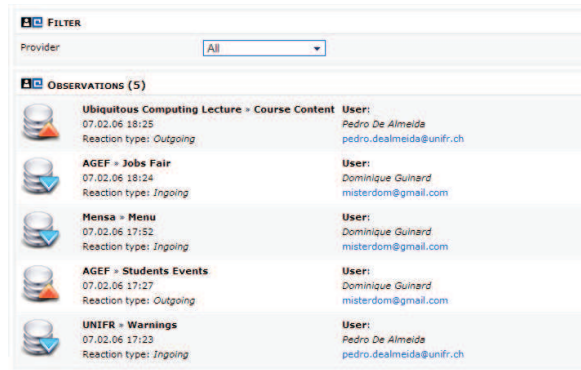 FILTER
Provider All
OBSERVATIONS (5)
Ubiquitous Computing Lecture » Course Content User:
07.02.06 18:25 Pedro De Almeida
Reaction type: Outgoing pedro.dealmeida@unifr.ch
AGEF » Jobs Fair User:
07.02.06 18:24 Dominique Guinard
Reaction type: Ingoing misterdom@gmail.com
Mensa » Menu User:
07.02.06 17:52 Dominique Guinard
Reaction type: Ingoing misterdom@gmail.com
AGEF » Students Events User:
07.02.06 17:27 Dominique Guinard
Reaction type: Outgoing misterdom@gmail.com
UNIFR » Warnings User:
07.02.06 17:23 Pedro De Almeida
Reaction type: Ingoing pedro.dealmeida@unifr.ch